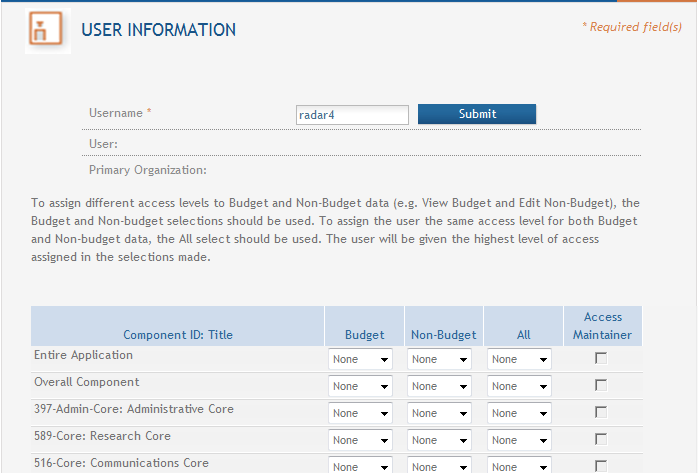 USER INFORMATION
* Required field(s)
Username * radar4 Submit
User:
Primary Organization:
To assign different access levels to Budget and Non-Budget data (e.g. View Budget and Edit Non-Budget), the
Budget and Non-budget selections should be used. To assign the user the same access level for both Budget
and Non-budget data, the All select should be used. The user will be given the highest level of access
assigned in the selections made.
Component ID: Title Budget Non-Budget All Access Maintainer
Entire Application None None None
Overall Component None None None
397-Admin-Core: Administrative Core None None None
589-Core: Research Core None None None
516-Core: Communications Core None None None